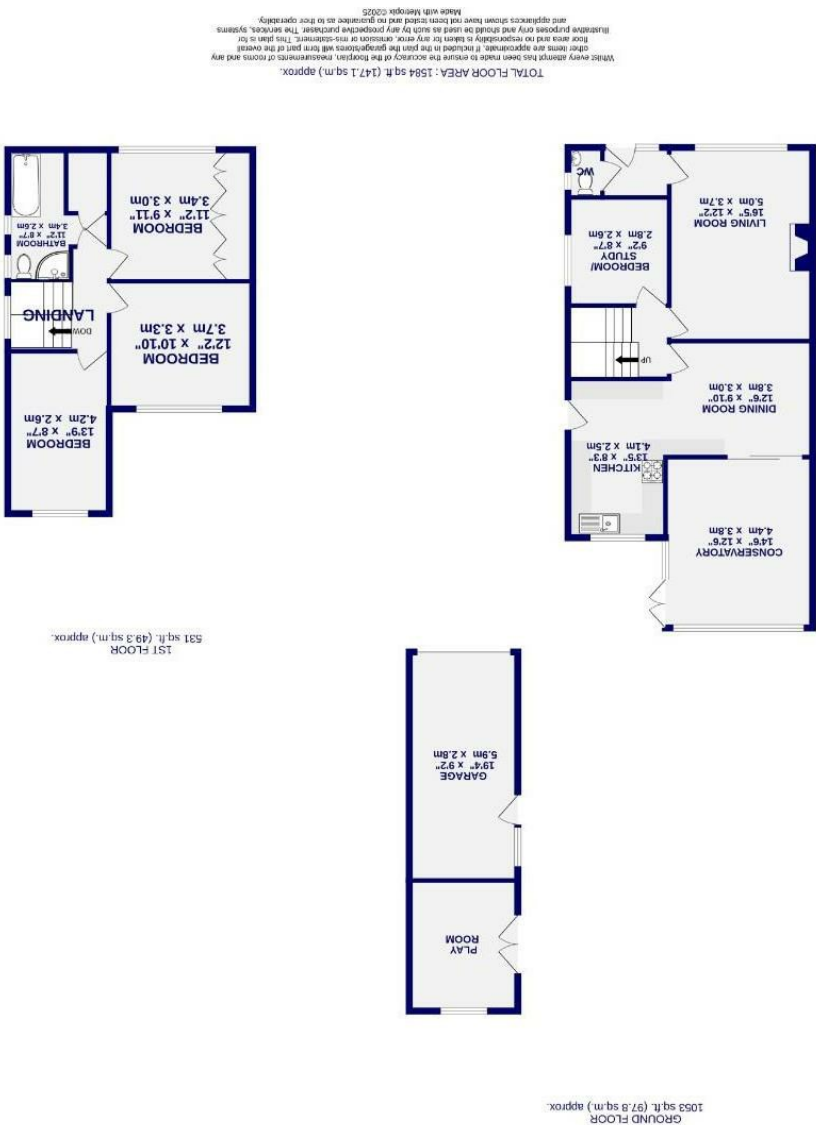 GROUND FLOOR
1053 sq.ft. (97.8 sq.m.) approx.
PLAY
ROOM
GARAGE
19'4" x 9'2"
5.9m x 2.8m
CONSERVATORY
14'6" x 12'6"
4.4m x 3.8m
KITCHEN
13'5" x 8'3"
4.1m x 2.5m
DINING ROOM
12'6" x 9'10"
3.8m x 3.0m
UP
BEDROOM/
STUDY
9'2" x 8'7"
2.8m x 2.6m
LIVING ROOM
16'5" x 12'2"
5.0m x 3.7m
WC
1ST FLOOR
531 sq.ft. (49.3 sq.m.) approx.
BEDROOM
13'9" x 8'7"
4.2m x 2.6m
BEDROOM
12'2" x 10'10"
3.7m x 3.3m
DOWN
LANDING
BATHROOM
11'2" x 8'7"
3.4m x 2.6m
BEDROOM
11'2" x 9'11"
3.4m x 3.0m
TOTAL FLOOR AREA : 1584 sq.ft. (147.1 sq.m.) approx.
Whilst every attempt has been made to ensure the accuracy of the floorplan, measurements of rooms and any
other items are approximate. If included in the plan the garage/stores will form part of the overall
floor area and no responsibility is taken for any error, omission or mis-statement. This plan is for
illustrative purposes only and should be used as such by any prospective purchaser. The services, systems
and appliances shown have not been tested and no guarantee as to their operability.
Made with Metropix ©2025